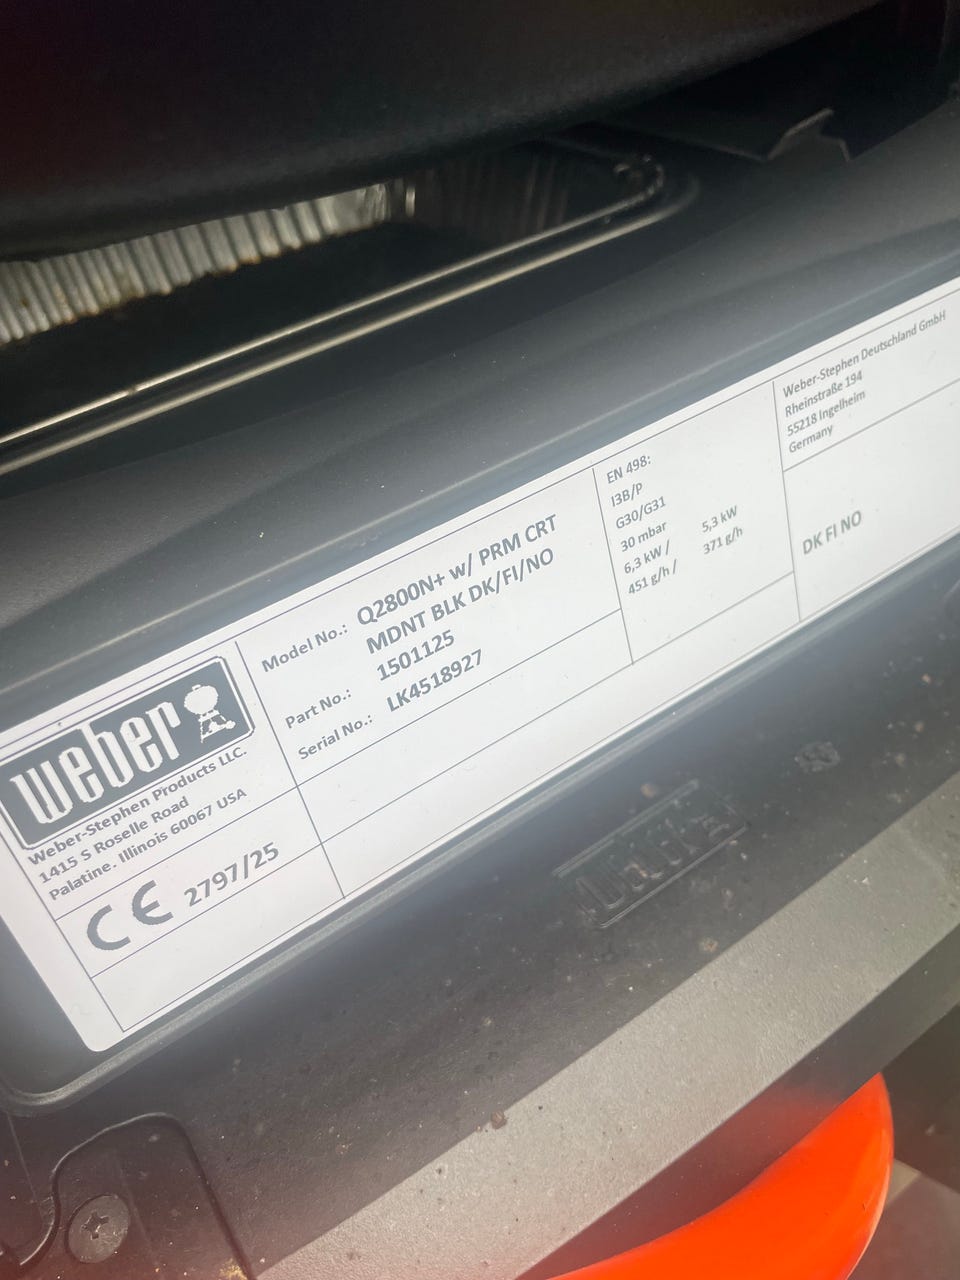 weber
Weber-Stephen Products LLC.
1415 S Roselle Road
Palatine. Illinois 60067 USA
CE 2797/25
Model No.: Q2800N+ w/ PRM CRT
MDNT BLK DK/FI/NO
Part No.: 1501125
Serial No.: LK4518927
EN 498:
I3B/P
G30/G31
30 mbar
6,3 kW / 5,3 kW
451 g/h / 371 g/h
Weber-Stephen Deutschland GmbH
Rheinstraße 194
55218 Ingelheim
Germany
DK FI NO
weber